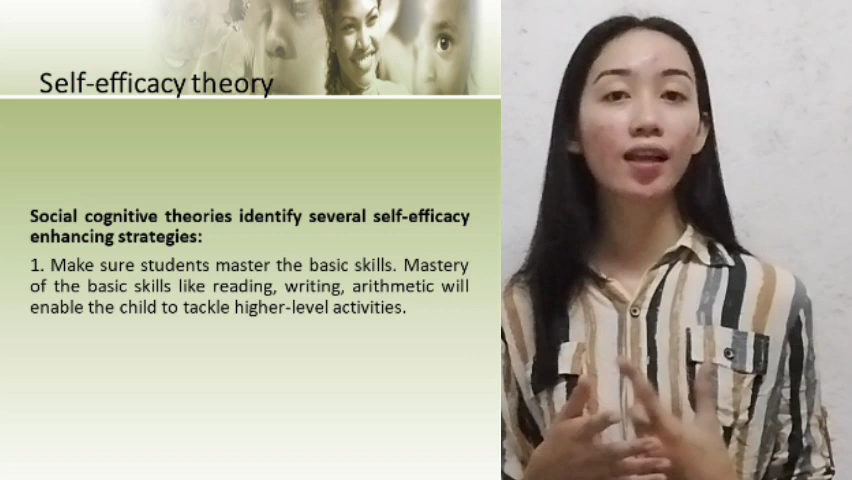 Self-efficacy theory
Social cognitive theories identify several self-efficacy
enhancing strategies:
1. Make sure students master the basic skills. Mastery
of the basic skills like reading, writing, arithmetic will
enable the child to tackle higher-level activities.